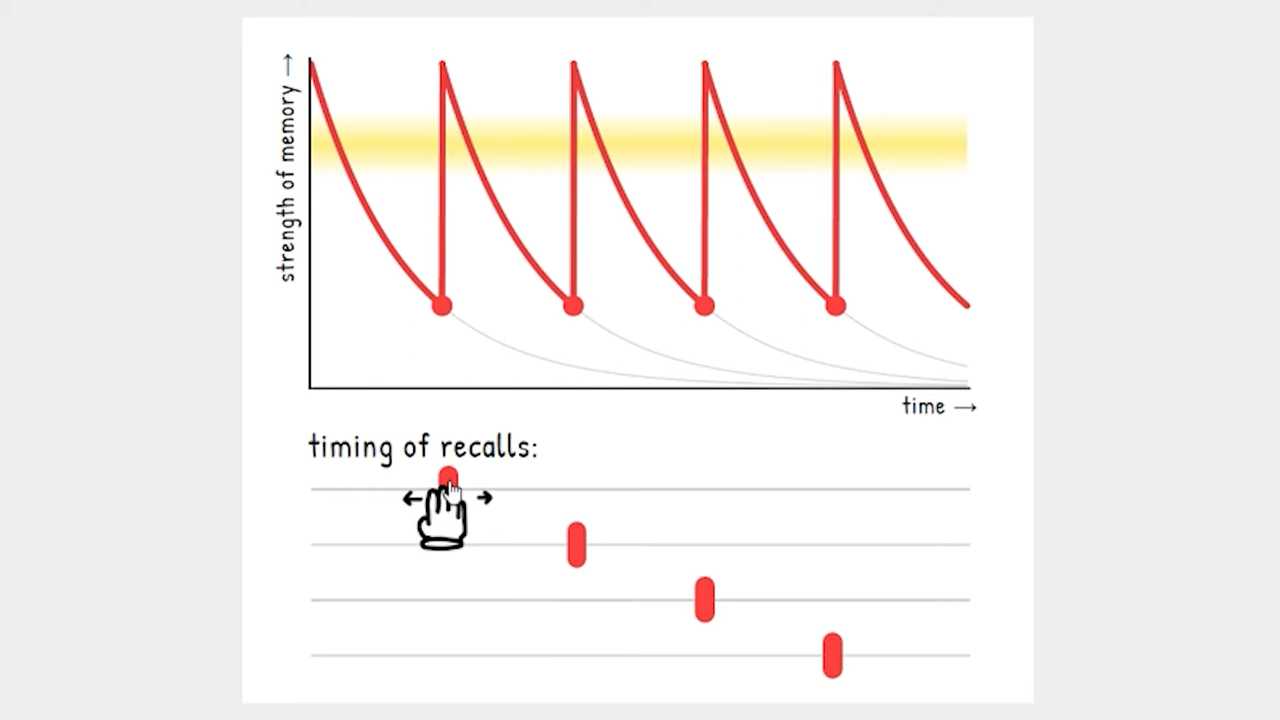 strength of memory →
time →
timing of recalls: